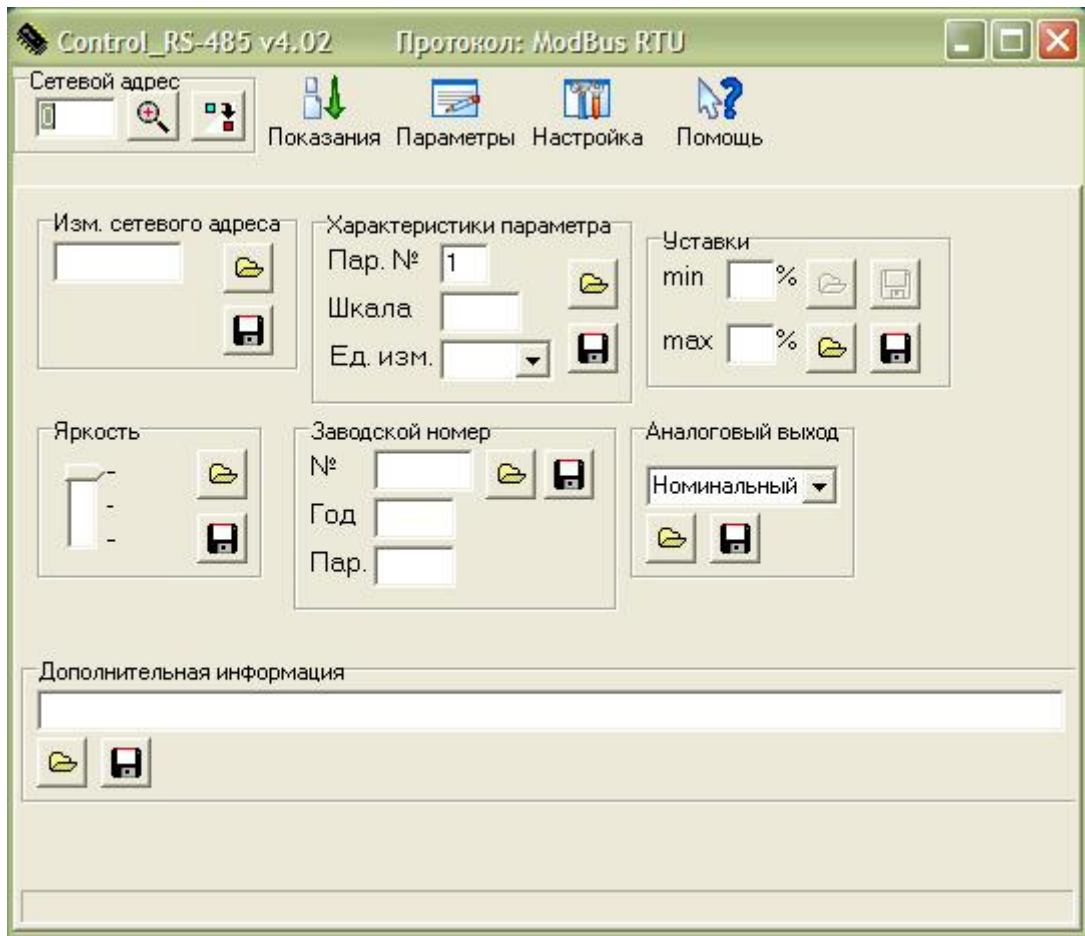 Control_RS-485 v4.02 Протокол: ModBus RTU
Сетевой адрес
0
Показания Параметры Настройка Помощь
Изм. сетевого адреса
Характеристики параметра
Пар. № 1
Шкала
Ед. изм.
Уставки
min %
max %
Яркость
Заводской номер
№
Год
Пар.
Аналоговый выход
Номинальный
Дополнительная информация